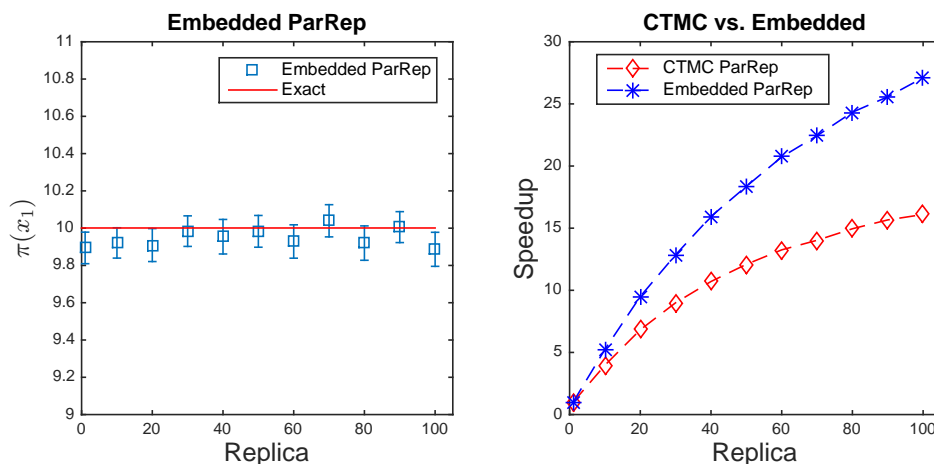 Embedded ParRep
11
10.8
10.6
10.4
10.2
10
9.8
9.6
9.4
9.2
9
0 20 40 60 80 100
Replica
π(x₁)
Embedded ParRep
Exact
CTMC vs. Embedded
30
25
20
15
10
5
0
0 20 40 60 80 100
Replica
Speedup
CTMC ParRep
Embedded ParRep